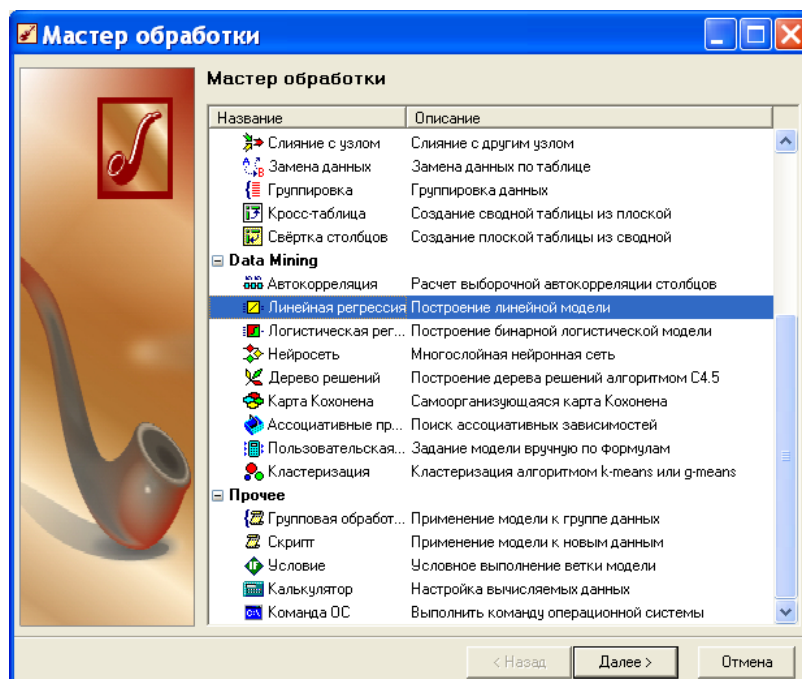 Мастер обработки
Мастер обработки
Название Описание
Слияние с узлом Слияние с другим узлом
Замена данных Замена данных по таблице
Группировка Группировка данных
Кросс-таблица Создание сводной таблицы из плоской
Свёртка столбцов Создание плоской таблицы из сводной
Data Mining
Автокорреляция Расчет выборочной автокорреляции столбцов
Линейная регрессия Построение линейной модели
Логистическая рег... Построение бинарной логистической модели
Нейросеть Многослойная нейронная сеть
Дерево решений Построение дерева решений алгоритмом C4.5
Карта Кохонена Самоорганизующаяся карта Кохонена
Ассоциативные пр... Поиск ассоциативных зависимостей
Пользовательская... Задание модели вручную по формулам
Кластеризация Кластеризация алгоритмом k-means или g-means
Прочее
Групповая обработ... Применение модели к группе данных
Скрипт Применение модели к новым данным
Условие Условное выполнение ветки модели
Калькулятор Настройка вычисляемых данных
Команда ОС Выполнить команду операционной системы
< Назад Далее > Отмена